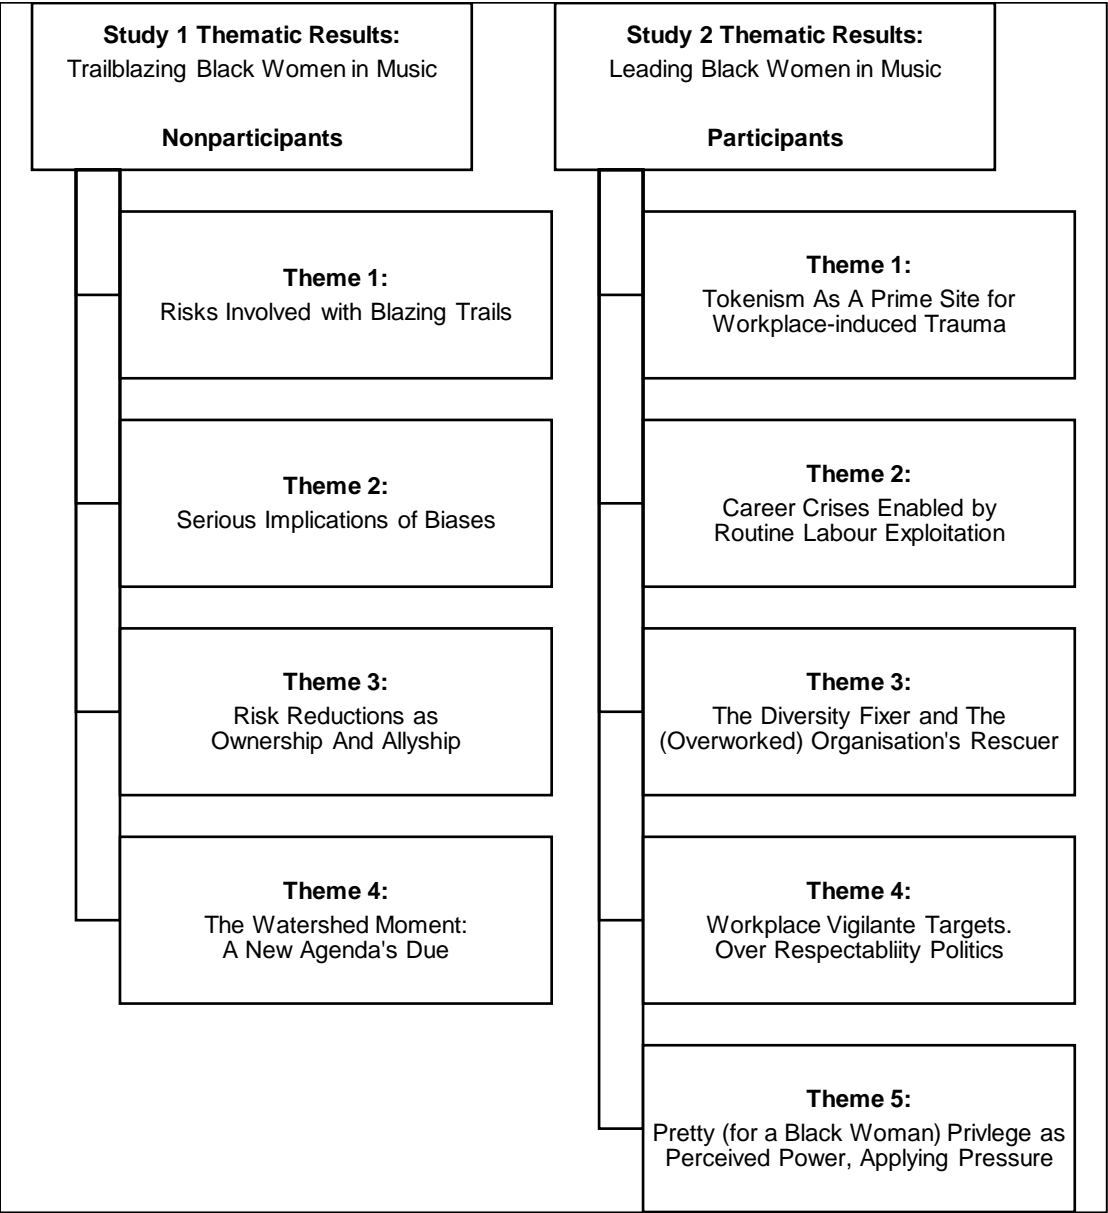 Study 1 Thematic Results:
Trailblazing Black Women in Music
Nonparticipants
Theme 1:
Risks Involved with Blazing Trails
Theme 2:
Serious Implications of Biases
Theme 3:
Risk Reductions as
Ownership And Allyship
Theme 4:
The Watershed Moment:
A New Agenda's Due
Study 2 Thematic Results:
Leading Black Women in Music
Participants
Theme 1:
Tokenism As A Prime Site for
Workplace-induced Trauma
Theme 2:
Career Crises Enabled by
Routine Labour Exploitation
Theme 3:
The Diversity Fixer and The
(Overworked) Organisation's Rescuer
Theme 4:
Workplace Vigilante Targets.
Over Respectabliity Politics
Theme 5:
Pretty (for a Black Woman) Privlege as
Perceived Power, Applying Pressure